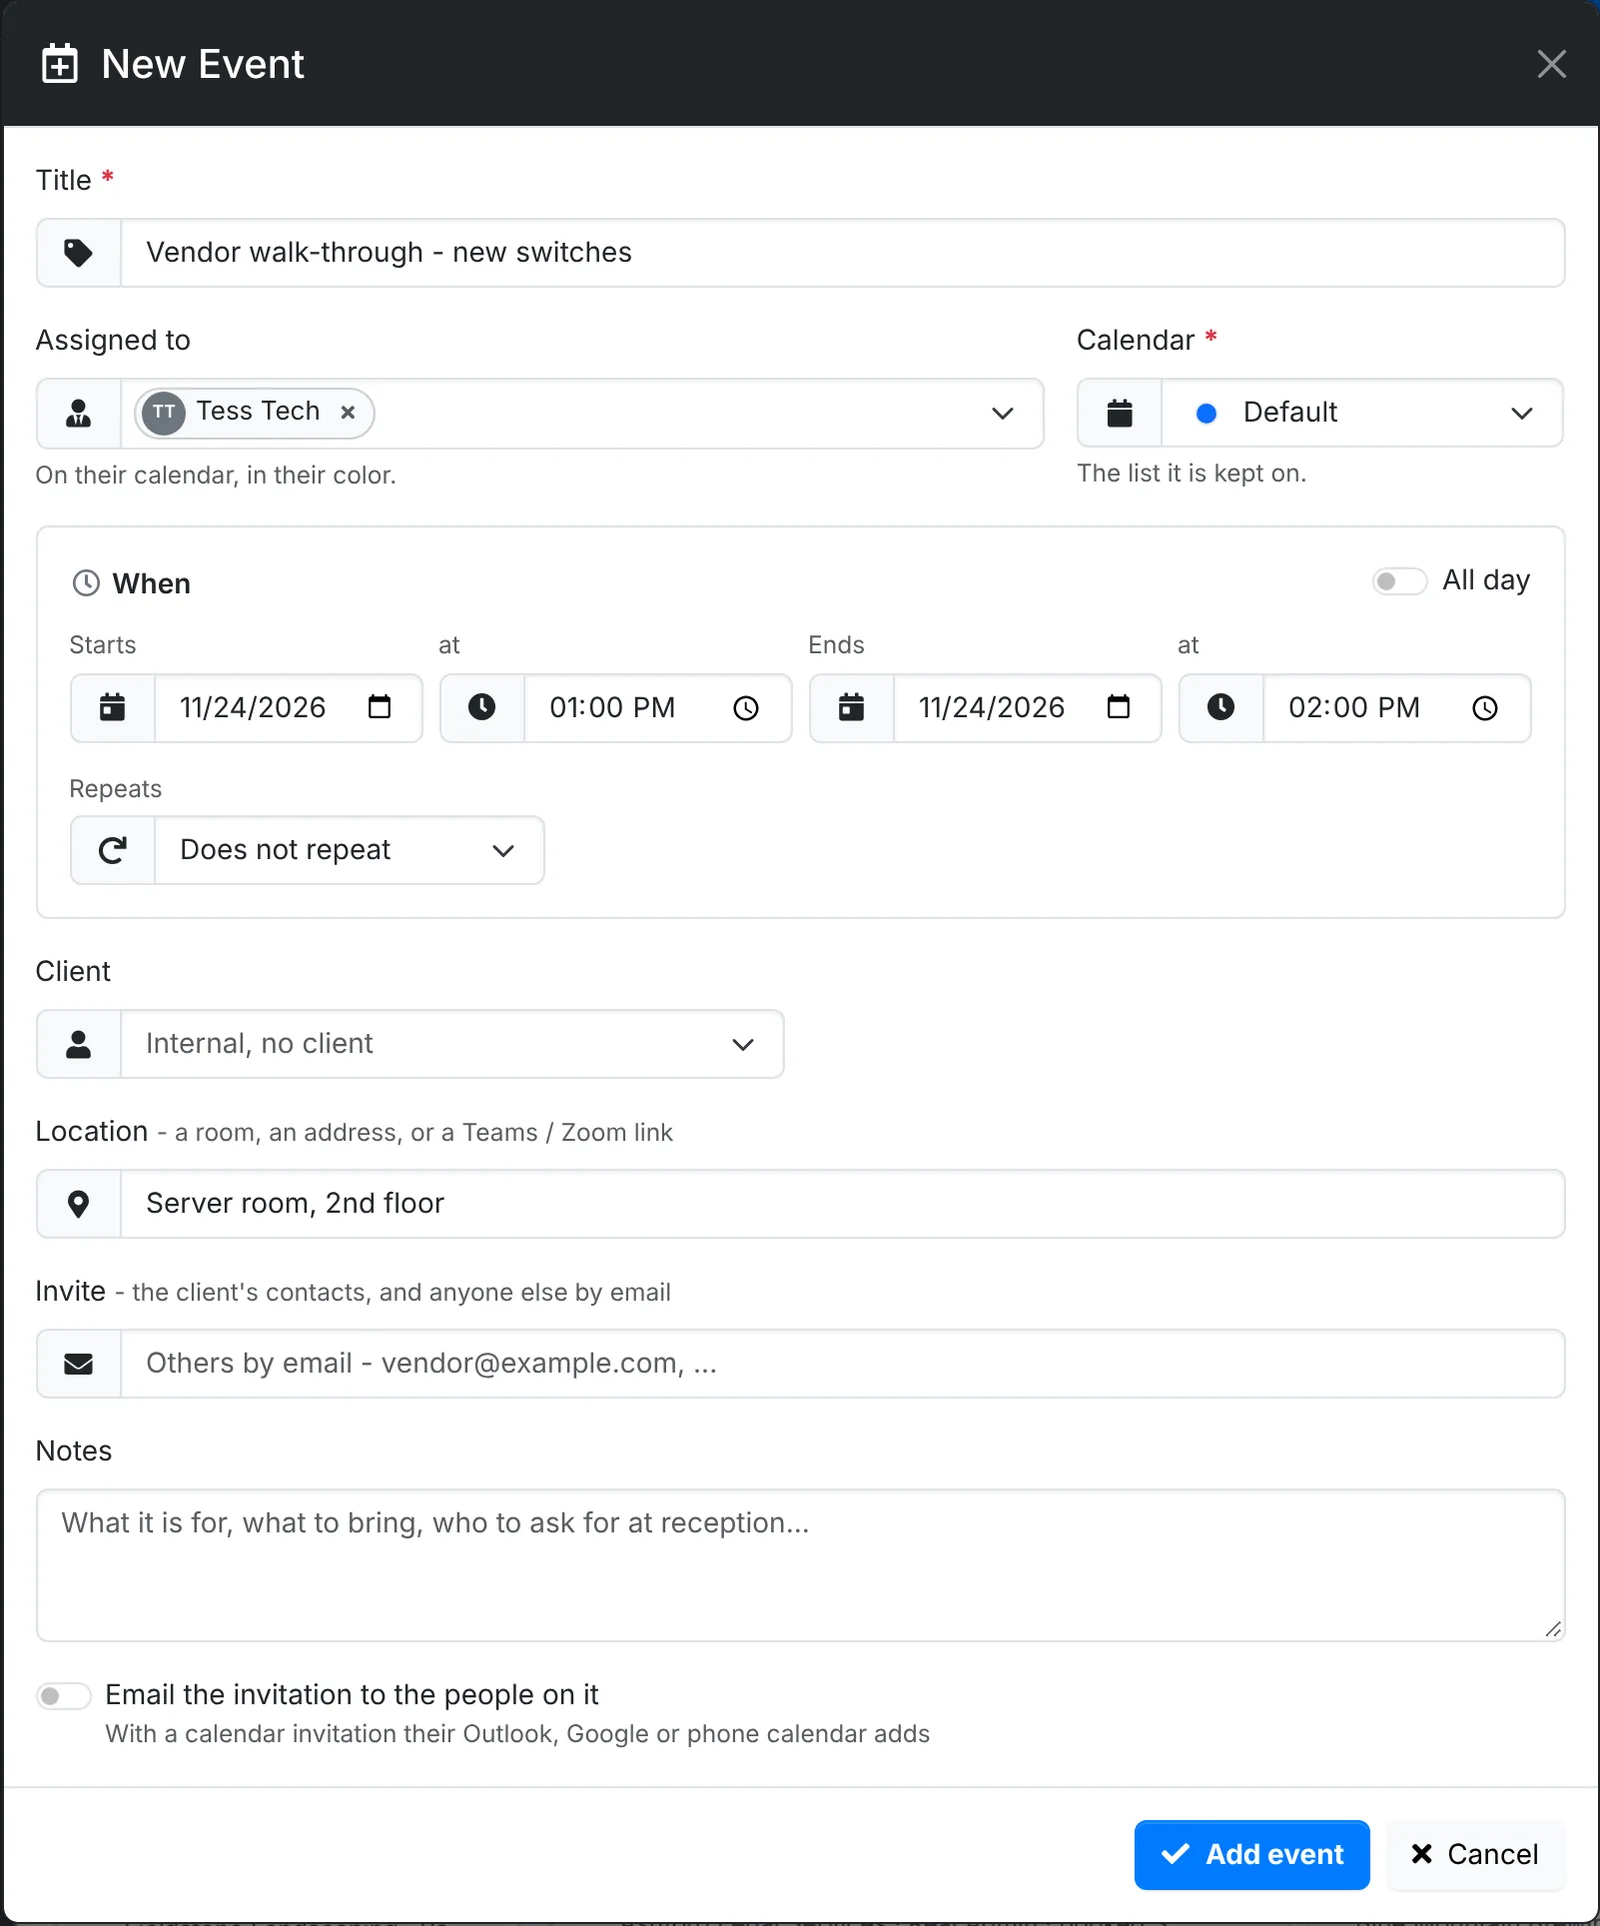 New Event
Title *
Vendor walk-through - new switches
Assigned to
Calendar *
TT Tess Tech
Default
On their calendar, in their color.
The list it is kept on.
When
All day
Starts at Ends at
11/24/2026 01:00 PM 11/24/2026 02:00 PM
Repeats
Does not repeat
Client
Internal, no client
Location - a room, an address, or a Teams / Zoom link
Server room, 2nd floor
Invite - the client's contacts, and anyone else by email
Others by email - vendor@example.com, ...
Notes
What it is for, what to bring, who to ask for at reception...
Email the invitation to the people on it
With a calendar invitation their Outlook, Google or phone calendar adds
Add event
Cancel